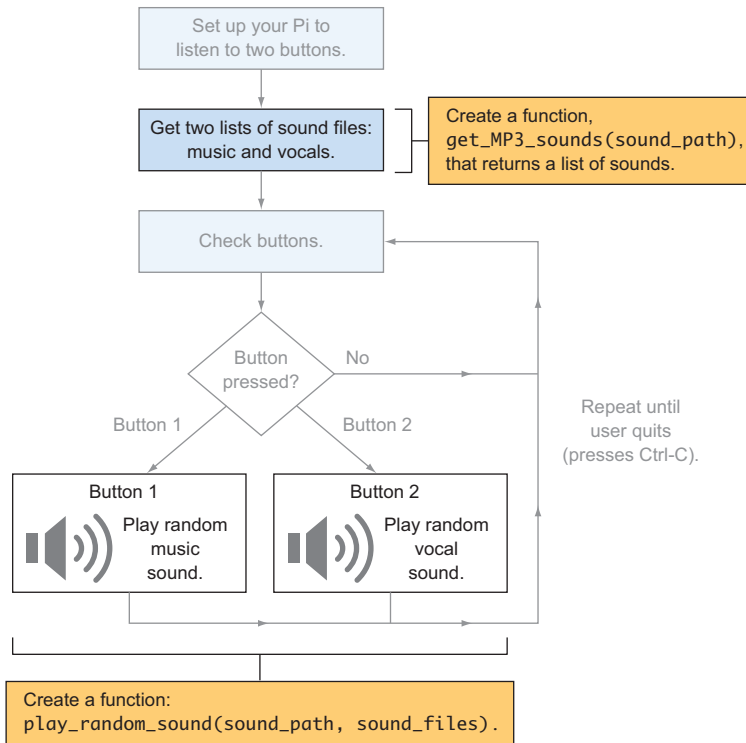 Set up your Pi to
listen to two buttons.
Get two lists of sound files:
music and vocals.
Create a function,
get_MP3_sounds(sound_path),
that returns a list of sounds.
Check buttons.
Button
pressed?
No
Button 1
Button 2
Repeat until
user quits
(presses Ctrl-C).
Button 1
Play random
music
sound.
Button 2
Play random
vocal
sound.
Create a function:
play_random_sound(sound_path, sound_files).